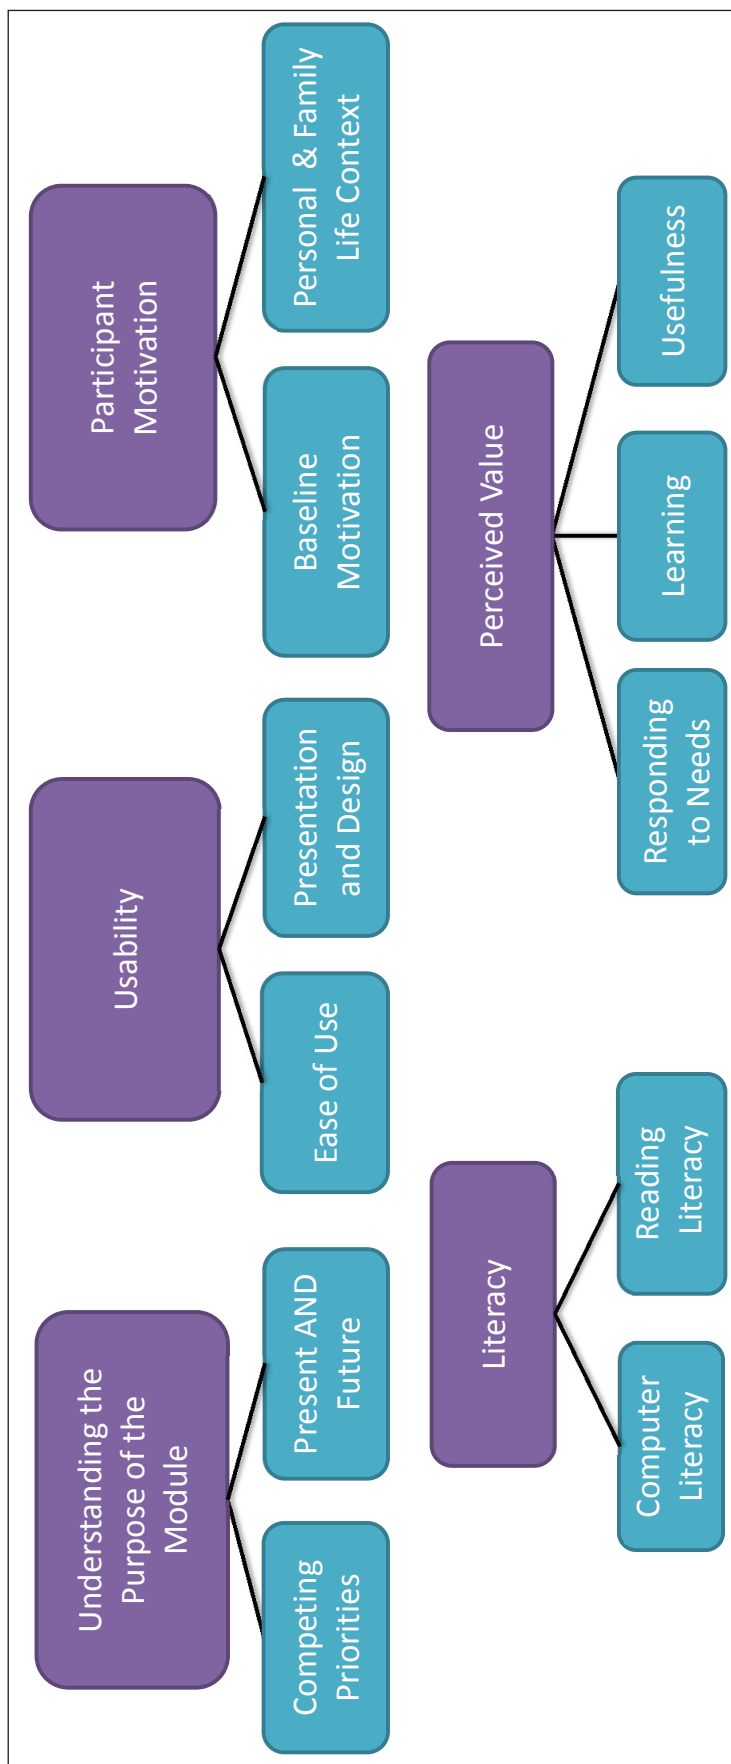 Understanding the
Purpose of the
Module
Competing
Priorities
Present AND
Future
Usability
Ease of Use
Presentation
and Design
Participant
Motivation
Baseline
Motivation
Personal & Family
Life Context
Literacy
Computer
Literacy
Reading
Literacy
Perceived Value
Responding
to Needs
Learning
Usefulness